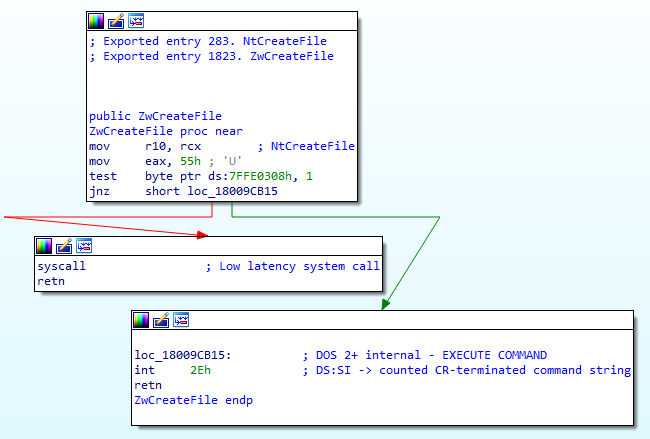 ; Exported entry 283. NtCreateFile
; Exported entry 1823. ZwCreateFile
public ZwCreateFile
ZwCreateFile proc near
mov     r10, rcx        ; NtCreateFile
mov     eax, 55h ; 'U'
test    byte ptr ds:7FFE0308h, 1
jnz     short loc_18009CB15
syscall                 ; Low latency system call
retn
loc_18009CB15:          ; DOS 2+ internal - EXECUTE COMMAND
int     2Eh             ; DS:SI -> counted CR-terminated command string
retn
ZwCreateFile endp